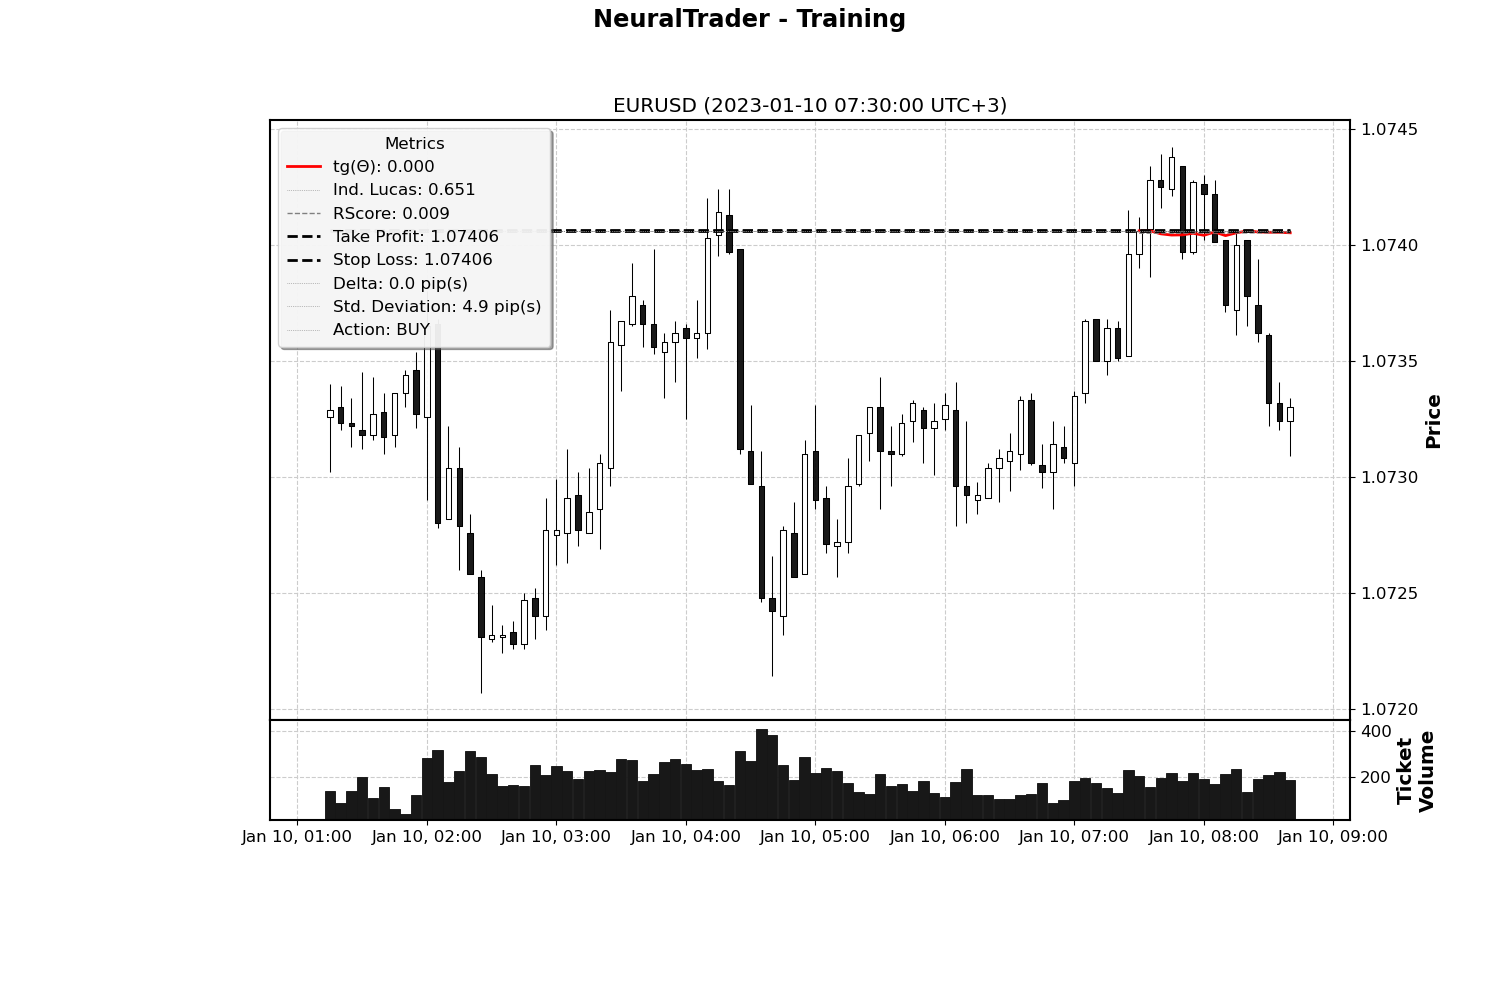 NeuralTrader - Training
EURUSD (2023-01-10 07:30:00 UTC+3)
Metrics
tg(Θ): 0.000
Ind. Lucas: 0.651
RScore: 0.009
Take Profit: 1.07406
Stop Loss: 1.07406
Delta: 0.0 pip(s)
Std. Deviation: 4.9 pip(s)
Action: BUY
1.0745
1.0740
1.0735
1.0730
1.0725
1.0720
Price
400
200
Ticket
Volume
Jan 10, 01:00
Jan 10, 02:00
Jan 10, 03:00
Jan 10, 04:00
Jan 10, 05:00
Jan 10, 06:00
Jan 10, 07:00
Jan 10, 08:00
Jan 10, 09:00